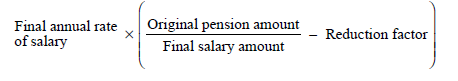 Final annual rate of salary × ( Original pension amount / Final salary amount – Reduction factor )